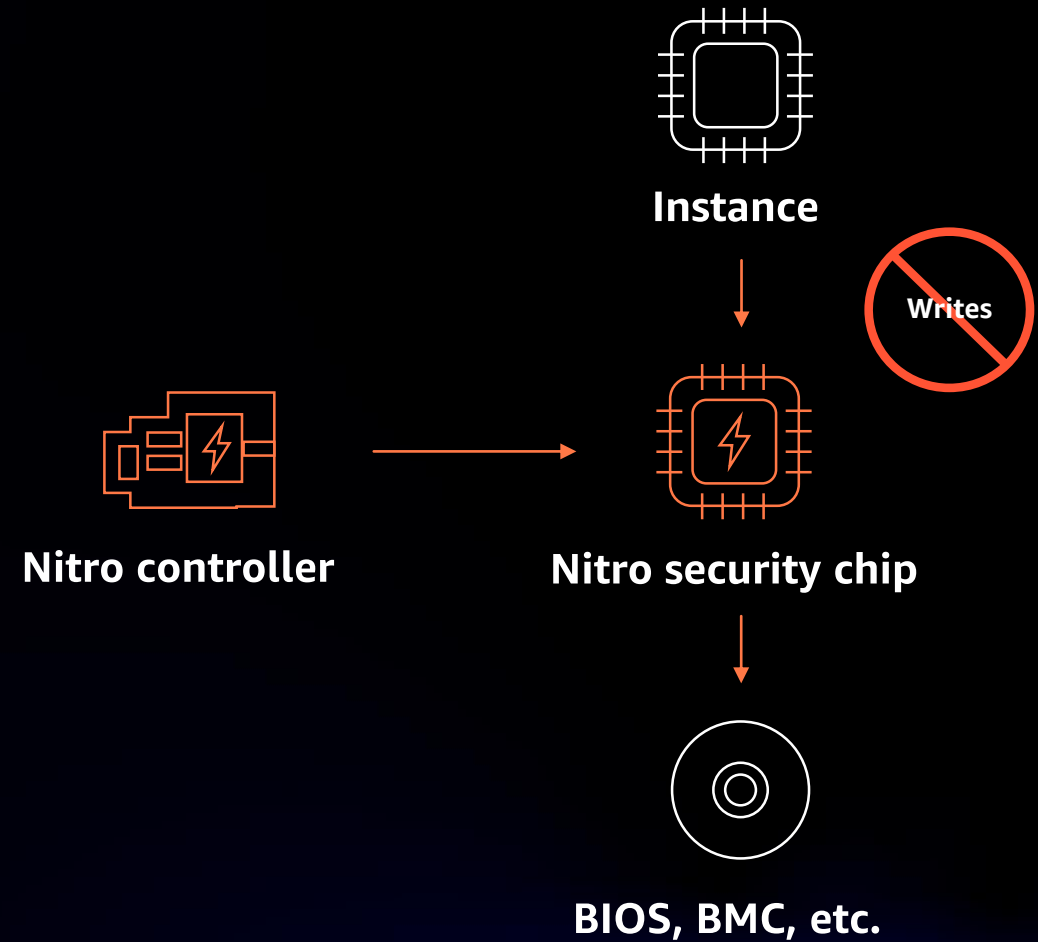 Instance
Writes
Nitro controller
Nitro security chip
BIOS, BMC, etc.